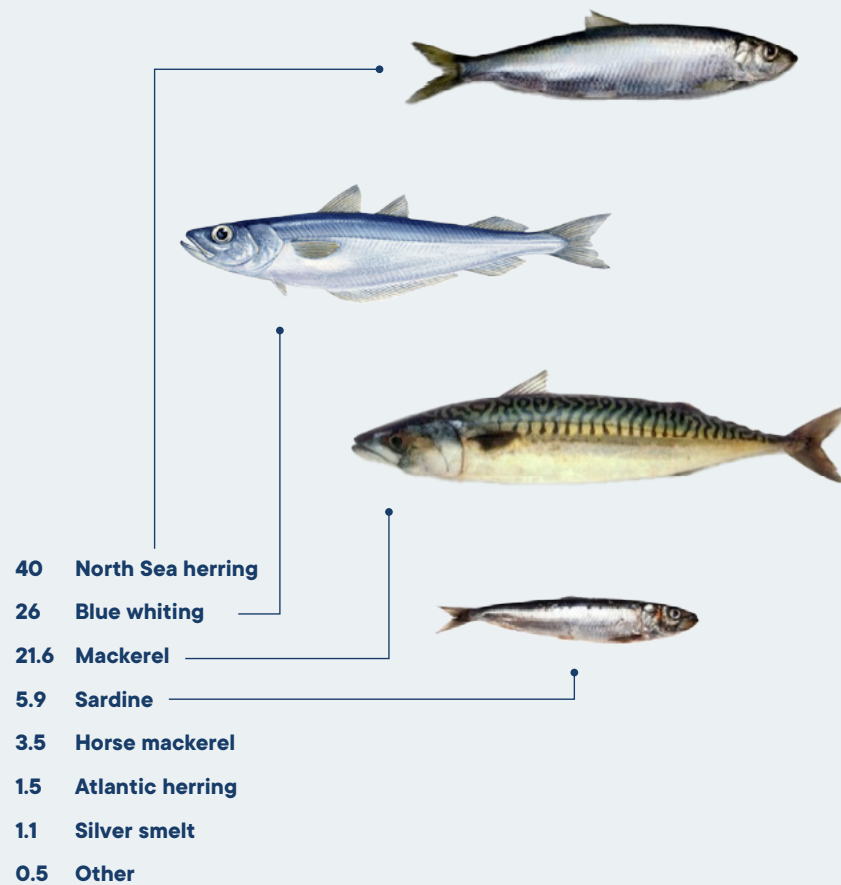 40 North Sea herring
26 Blue whiting
21.6 Mackerel
5.9 Sardine
3.5 Horse mackerel
1.5 Atlantic herring
1.1 Silver smelt
0.5 Other